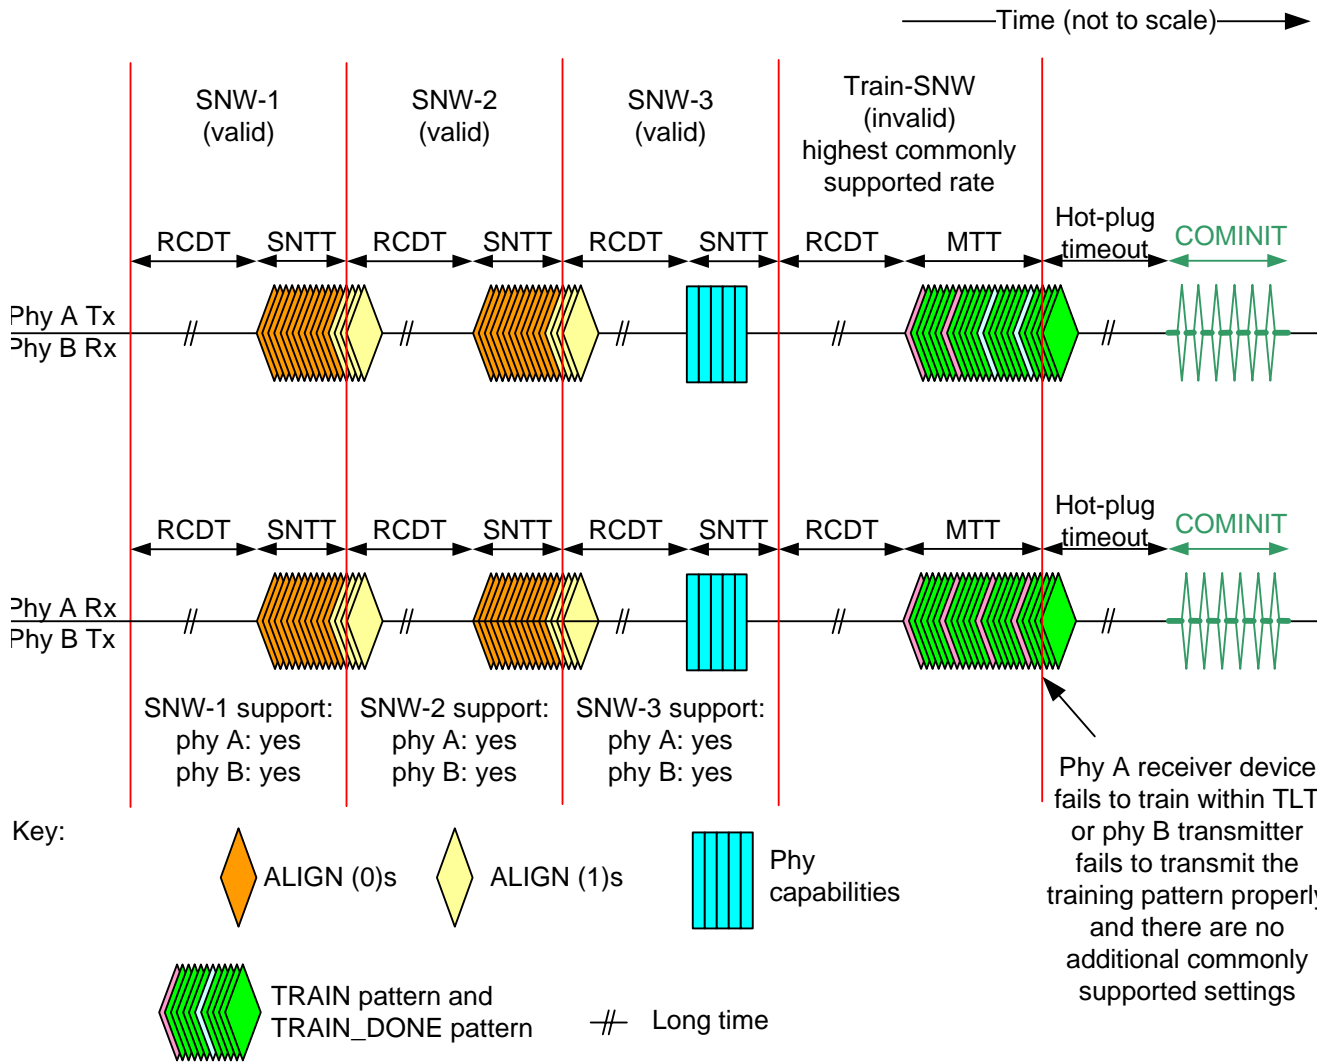 Time (not to scale)
SNW-1
(valid)
SNW-2
(valid)
SNW-3
(valid)
Train-SNW
(invalid)
highest commonly
supported rate
RCDT SNTT RCDT SNTT RCDT SNTT RCDT MTT
Hot-plug
timeout
COMINIT
Phy A Tx
Phy B Rx
RCDT SNTT RCDT SNTT RCDT SNTT RCDT MTT
Hot-plug
timeout
COMINIT
Phy A Rx
Phy B Tx
SNW-1 support:
phy A: yes
phy B: yes
SNW-2 support:
phy A: yes
phy B: yes
SNW-3 support:
phy A: yes
phy B: yes
Phy A receiver device
fails to train within TLT
or phy B transmitter
fails to transmit the
training pattern properly
and there are no
additional commonly
supported settings
Key:
ALIGN (0)s
ALIGN (1)s
Phy
capabilities
TRAIN pattern and
TRAIN_DONE pattern
Long time